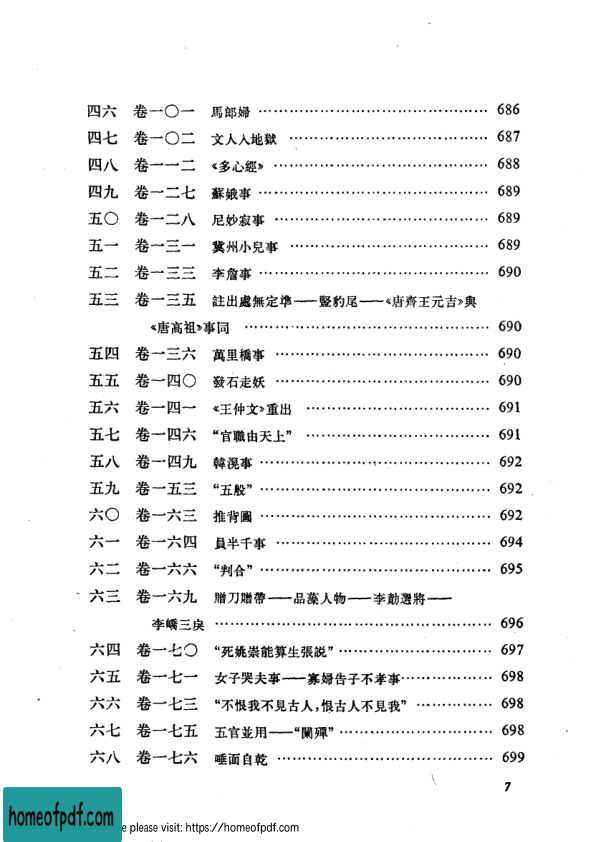 四六 卷一〇一 馬郎婦 ………………………………… 686
四七 卷一〇二 文人入地獄 ………………………………… 687
四八 卷一一二 《多心經》 ………………………………… 688
四九 卷一二七 蘇娥事 ………………………………… 689
五〇 卷一二八 尼妙寂事 ………………………………… 689
五一 卷一三一 冀州小兒事 ………………………………… 689
五二 卷一三三 李詹事 ………………………………… 690
五三 卷一三五 註出處無定準——豎豹尾——《唐齊王元吉》與
《唐高祖》事同 ………………………………… 690
五四 卷一三六 萬里橋事 ………………………………… 690
五五 卷一四〇 發石走妖 ………………………………… 690
五六 卷一四一 《王仲文》重出 ………………………………… 691
五七 卷一四六 “官職由天上” ………………………………… 691
五八 卷一四九 韓滉事 ………………………………… 692
五九 卷一五三 “五般” ………………………………… 692
六〇 卷一六三 推背圖 ………………………………… 692
六一 卷一六四 員半千事 ………………………………… 694
六二 卷一六六 “判合” ………………………………… 695
六三 卷一六九 贈刀贈帶——品藻人物——李勣選將——
李嶠三戾 ………………………………… 696
六四 卷一七〇 “死姚崇能算生張説” ………………………… 697
六五 卷一七一 女子哭夫事——寡婦告子不孝事 ……………… 698
六六 卷一七三 “不恨我不見古人,恨古人不見我” …………… 698
六七 卷一七五 五官並用——“闡殫” ………………………… 698
六八 卷一七六 唾面自乾 ………………………………… 699
7
homeofpdf.com
e please visit: https://homeofpdf.com